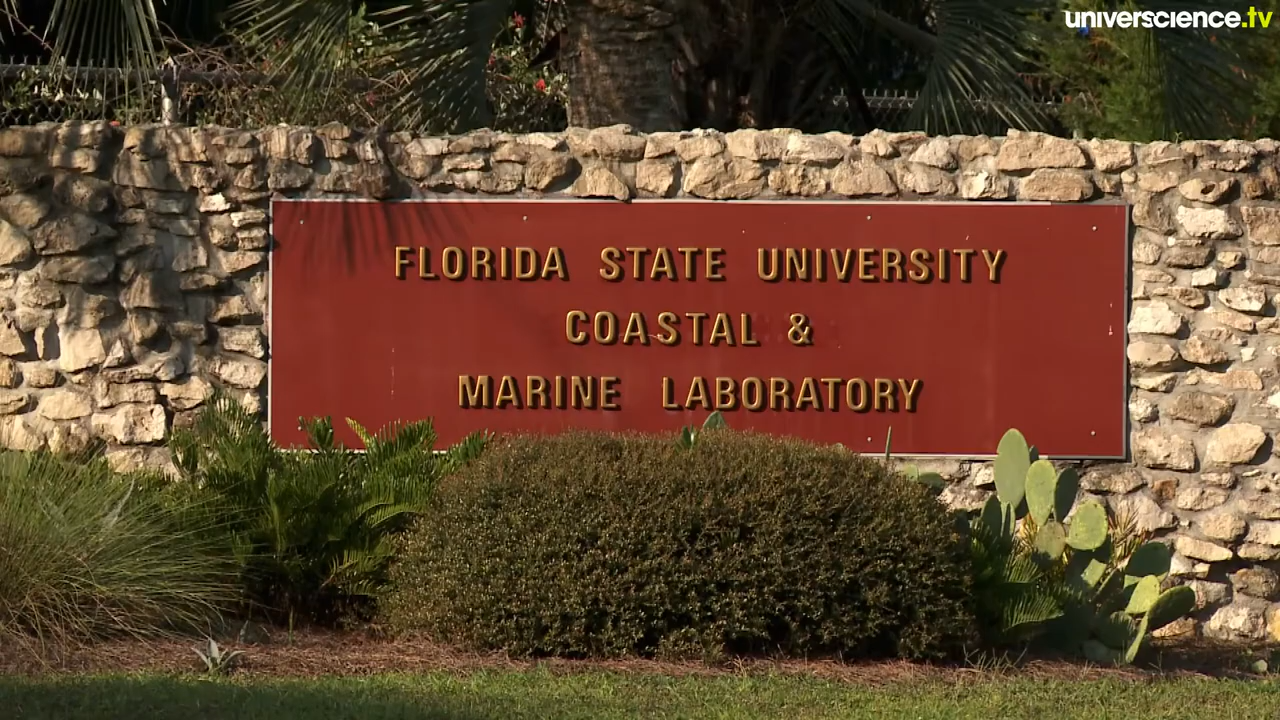 universcience.tv
FLORIDA STATE UNIVERSITY
COASTAL &
MARINE LABORATORY